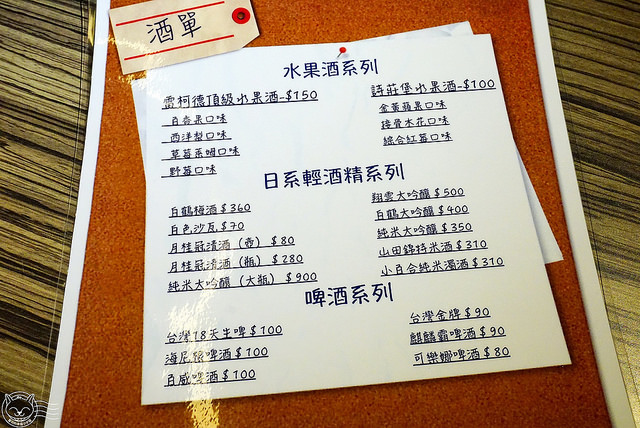 酒單
水果酒系列
雷柯德頂級水果酒-$150
百香果口味
西洋梨口味
草莓萊姆口味
野莓口味
詩莊堡水果酒-$100
金黃蘋果口味
接骨木花口味
綜合紅莓口味
日系輕酒精系列
白鶴梅酒$360
白色沙瓦$70
月桂冠清酒（壺）$80
月桂冠清酒（瓶）$280
純米大吟釀（大瓶）$900
翔雲大吟釀$500
白鶴大吟釀$400
純米大吟釀$350
山田錦特米酒$310
小百合純米濁酒$310
啤酒系列
台灣18天生啤$100
海尼根啤酒$100
百威啤酒$100
台灣金牌$90
麒麟霸啤酒$90
可樂娜啤酒$80